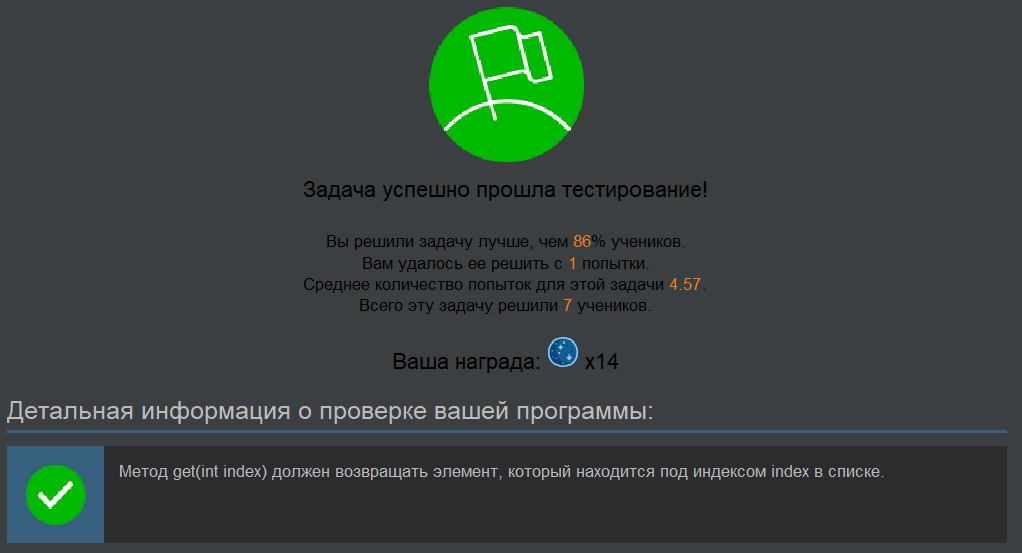 Задача успешно прошла тестирование!
Вы решили задачу лучше, чем 86% учеников.
Вам удалось ее решить с 1 попытки.
Среднее количество попыток для этой задачи 4.57.
Всего эту задачу решили 7 учеников.
Ваша награда: x14
Детальная информация о проверке вашей программы:
Метод get(int index) должен возвращать элемент, который находится под индексом index в списке.